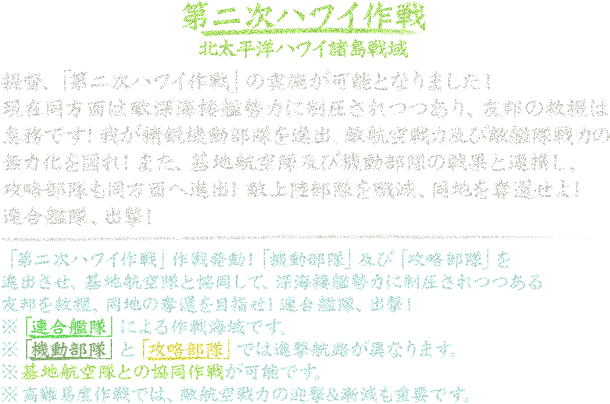 第二次ハワイ作戦
北太平洋ハワイ諸島戦域
提督、「第二次ハワイ作戦」の実施が可能となりました！
現在同方面は敵深海棲艦勢力に制圧されつつあり、友邦の救援は
急務です！我が精鋭機動部隊を進出、敵航空戦力及び敵艦隊戦力の
無力化を図れ！また、基地航空隊及び機動部隊の戦果と連携し、
攻略部隊も同方面へ進出！敵上陸部隊を殲滅、同地を奪還せよ！
連合艦隊、出撃！
「第二次ハワイ作戦」作戦発動！「機動部隊」及び「攻略部隊」を
進出させ、基地航空隊と協同して、深海棲艦勢力に制圧されつつある
友邦を救援、同地の奪還を目指せ！連合艦隊、出撃！
※「連合艦隊」による作戦海域です。
※「機動部隊」と「攻略部隊」では進撃航路が異なります。
※基地航空隊との協同作戦が可能です。
※高難易度作戦では、敵航空戦力の迎撃&漸減も重要です。